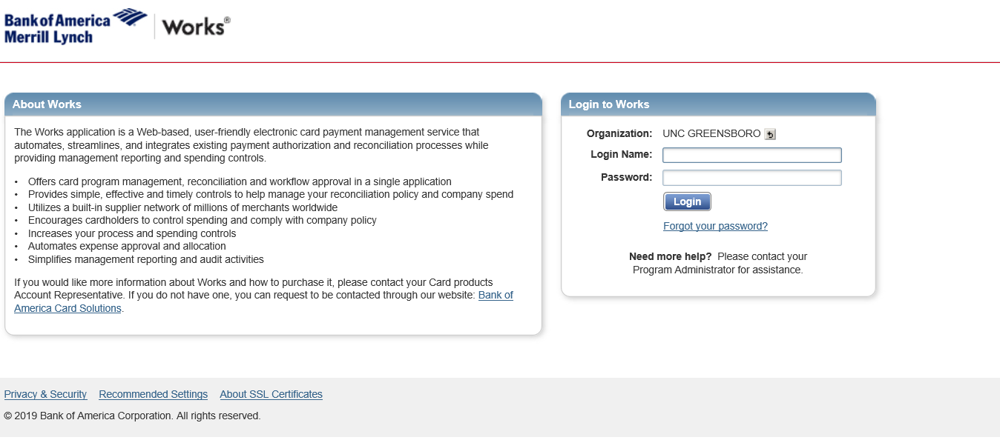 Bank of America
Merrill Lynch
Works®
About Works
The Works application is a Web-based, user-friendly electronic card payment management service that
automates, streamlines, and integrates existing payment authorization and reconciliation processes while
providing management reporting and spending controls.
• Offers card program management, reconciliation and workflow approval in a single application
• Provides simple, effective and timely controls to help manage your reconciliation policy and company spend
• Utilizes a built-in supplier network of millions of merchants worldwide
• Encourages cardholders to control spending and comply with company policy
• Increases your process and spending controls
• Automates expense approval and allocation
• Simplifies management reporting and audit activities
If you would like more information about Works and how to purchase it, please contact your Card products
Account Representative. If you do not have one, you can request to be contacted through our website: Bank of
America Card Solutions.
Login to Works
Organization: UNC GREENSBORO
Login Name:
Password:
Login
Forgot your password?
Need more help? Please contact your
Program Administrator for assistance.
Privacy & Security Recommended Settings About SSL Certificates
© 2019 Bank of America Corporation. All rights reserved.